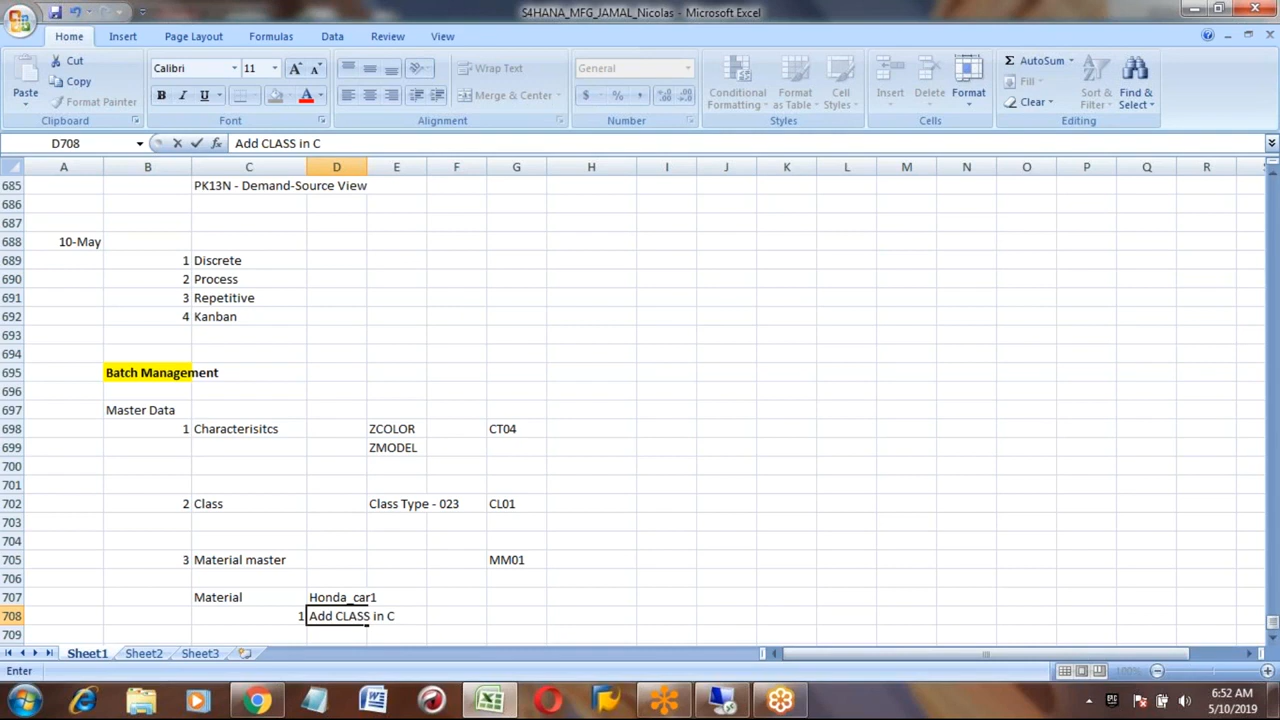 S4HANA_MFG_JAMAL_Nicolas - Microsoft Excel
Home Insert Page Layout Formulas Data Review View
Paste Cut Copy Format Painter Clipboard
Calibri 11 B I U A Font
Wrap Text Merge & Center Alignment
General $ % , Number
Conditional Formatting Format as Table Cell Styles Styles
Insert Delete Format Cells
AutoSum Fill Clear Sort & Filter Find & Select Editing
D708 Add CLASS in C
A B C D E F G H I J K L M N O P Q R
685 PK13N - Demand-Source View
686
687
688 10-May
689 1 Discrete
690 2 Process
691 3 Repetitive
692 4 Kanban
693
694
695 Batch Management
696
697 Master Data
698 1 Characterisitcs ZCOLOR CT04
699 ZMODEL
700
701
702 2 Class Class Type - 023 CL01
703
704
705 3 Material master MM01
706
707 Material Honda_car1
708 1 Add CLASS in C
709
Sheet1 Sheet2 Sheet3
Enter 100%
6:52 AM
5/10/2019